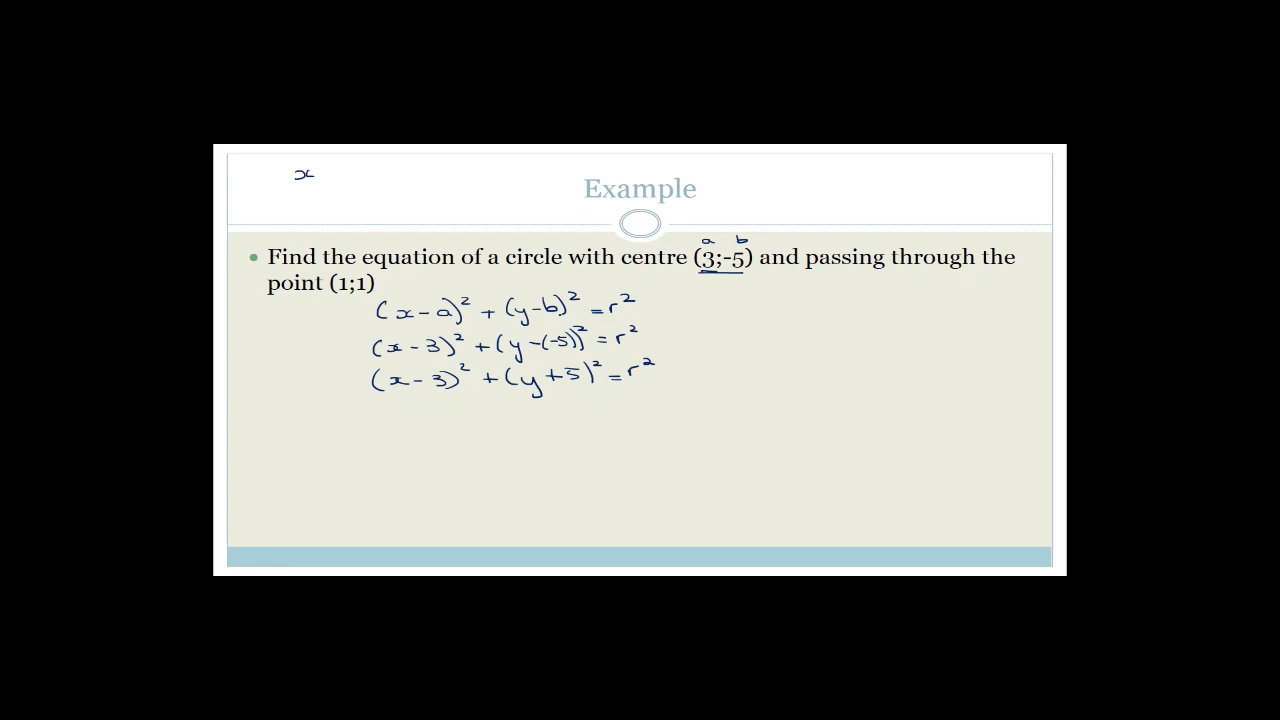 x
Example
a b
• Find the equation of a circle with centre (3;-5) and passing through the
point (1;1)
(x-a)² + (y-b)² = r²
(x-3)² + (y-(-5))² = r²
(x-3)² + (y+5)² = r²